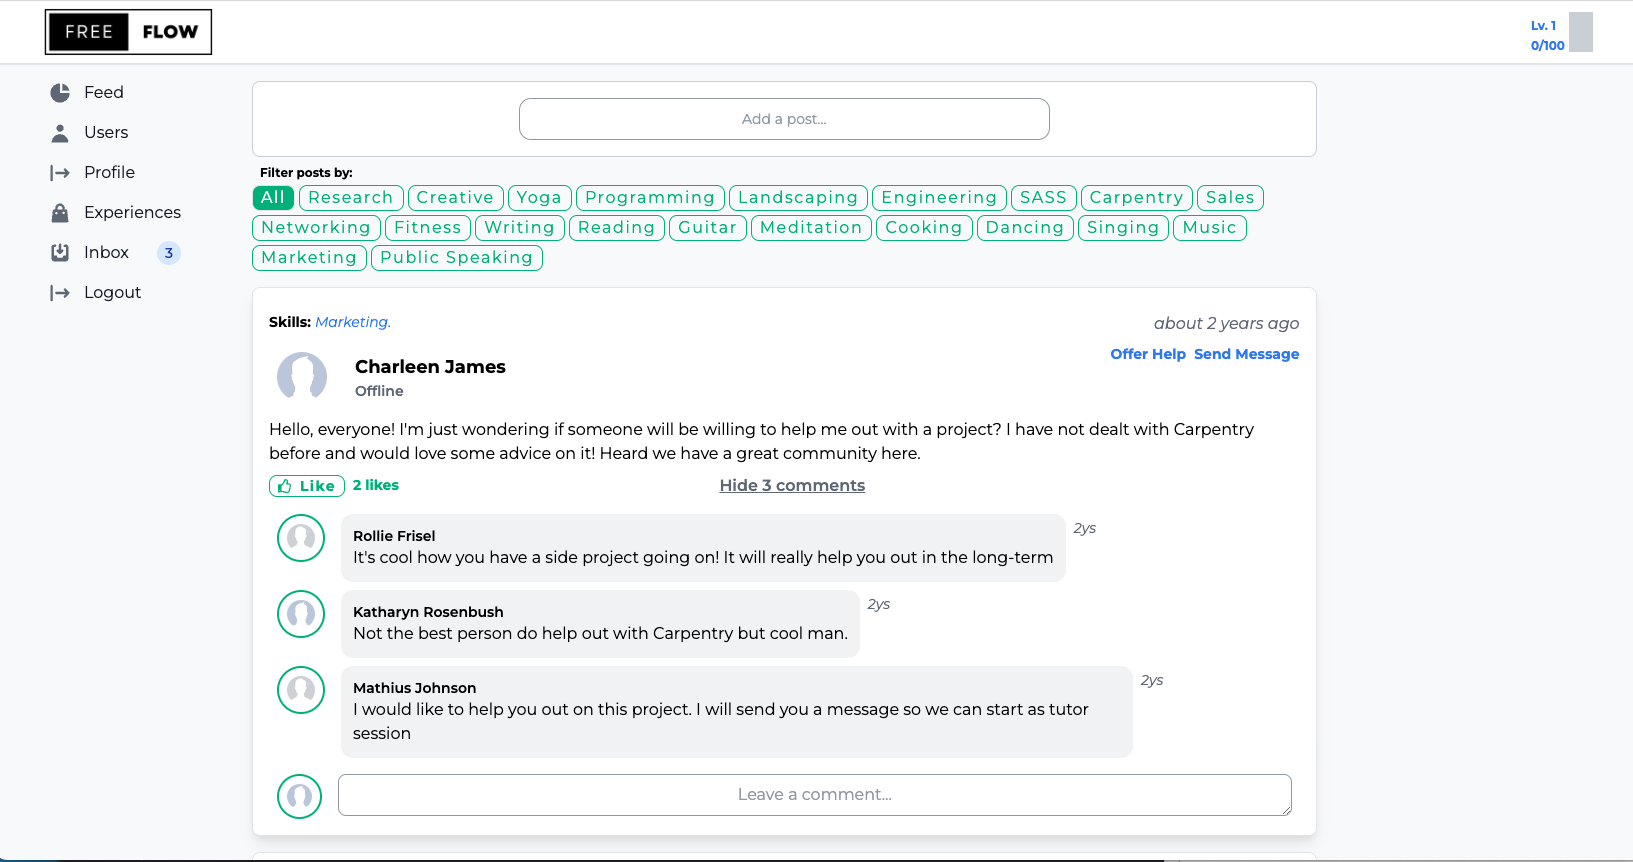 FREE FLOW
Lv. 1
0/100
Feed
Users
Profile
Experiences
Inbox 3
Logout
Add a post...
Filter posts by:
All Research Creative Yoga Programming Landscaping Engineering SASS Carpentry Sales
Networking Fitness Writing Reading Guitar Meditation Cooking Dancing Singing Music
Marketing Public Speaking
Skills: Marketing.
about 2 years ago
Offer Help Send Message
Charleen James
Offline
Hello, everyone! I'm just wondering if someone will be willing to help me out with a project? I have not dealt with Carpentry
before and would love some advice on it! Heard we have a great community here.
Like 2 likes Hide 3 comments
Rollie Frisel
It's cool how you have a side project going on! It will really help you out in the long-term
2ys
Katharyn Rosenbush
Not the best person do help out with Carpentry but cool man.
2ys
Mathius Johnson
I would like to help you out on this project. I will send you a message so we can start as tutor
session
2ys
Leave a comment...